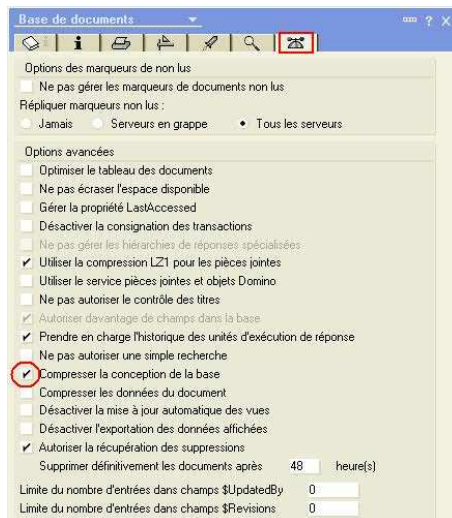 Base de documents
Options des marqueurs de non lus
Ne pas gérer les marqueurs de documents non lus
Répliquer marqueurs non lus :
Jamais Serveurs en grappe Tous les serveurs
Options avancées
Optimiser le tableau des documents
Ne pas écraser l'espace disponible
Gérer la propriété LastAccessed
Désactiver la consignation des transactions
Ne pas gérer les hiérarchies de réponses spécialisées
Utiliser la compression LZ1 pour les pièces jointes
Utiliser le service pièces jointes et objets Domino
Ne pas autoriser le contrôle des titres
Autoriser davantage de champs dans la base
Prendre en charge l'historique des unités d'exécution de réponse
Ne pas autoriser une simple recherche
Compresser la conception de la base
Compresser les données du document
Désactiver la mise à jour automatique des vues
Désactiver l'exportation des données affichées
Autoriser la récupération des suppressions
Supprimer définitivement les documents après 48 heure(s)
Limite du nombre d'entrées dans champs $UpdatedBy 0
Limite du nombre d'entrées dans champs $Revisions 0